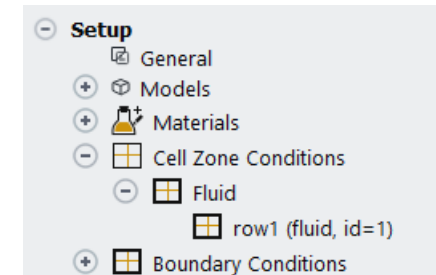 Setup
General
Models
Materials
Cell Zone Conditions
Fluid
row1 (fluid, id=1)
Boundary Conditions